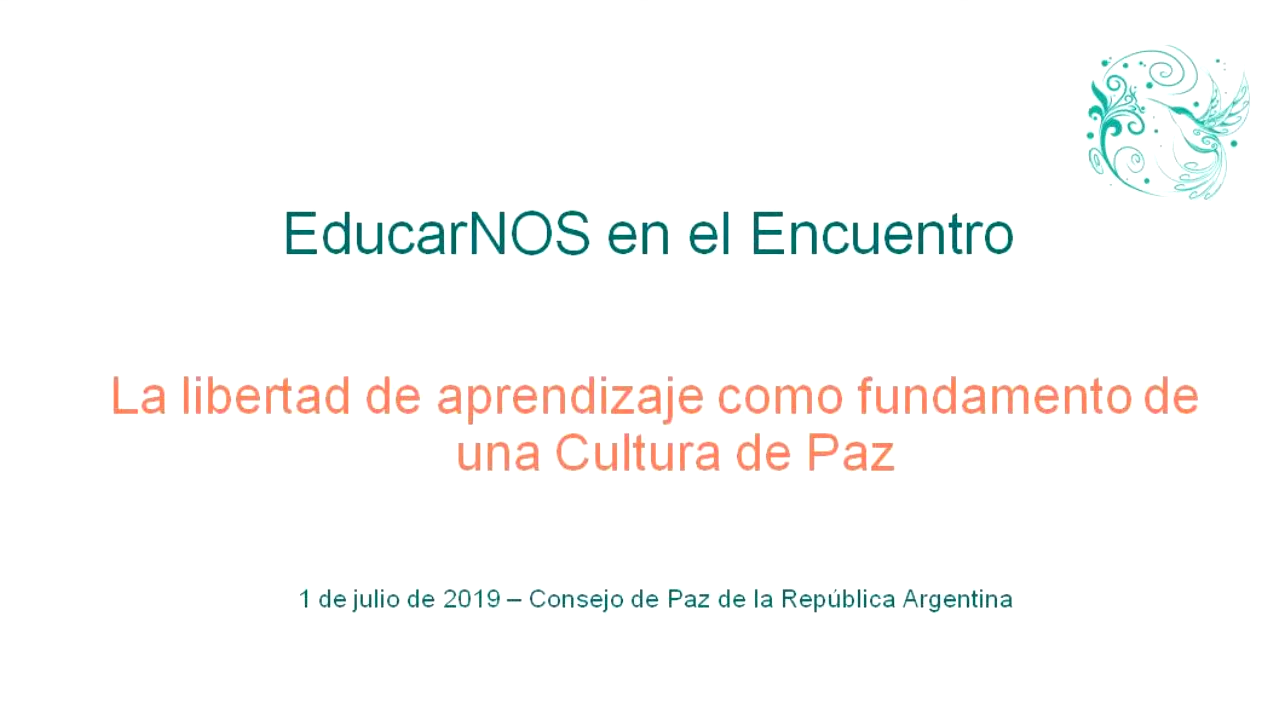 EducarNOS en el Encuentro
La libertad de aprendizaje como fundamento de
una Cultura de Paz
1 de julio de 2019 – Consejo de Paz de la República Argentina